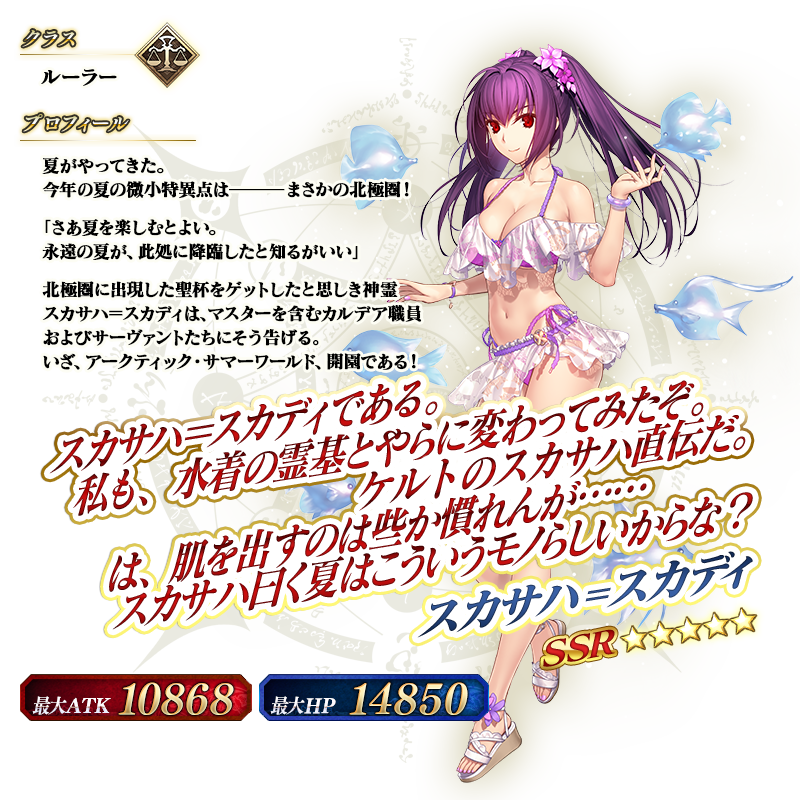 クラス
ルーラー
プロフィール
夏がやってきた。
今年の夏の微小特異点は———まさかの北極圏！
「さあ夏を楽しむとよい。
永遠の夏が、此処に降臨したと知るがいい」
北極圏に出現した聖杯をゲットしたと思しき神霊
スカサハ＝スカディは、マスターを含むカルデア職員
およびサーヴァントたちにそう告げる。
いざ、アークティック・サマーワールド、開園である！
スカサハ＝スカディである。
私も、水着の霊基とやらに変わってみたぞ。
ケルトのスカサハ直伝だ。
は、肌を出すのは些か慣れんが……
スカサハ曰く夏はこういうモノらしいからな？
スカサハ＝スカディ
SSR ★★★★★
最大ATK 10868
最大HP 14850